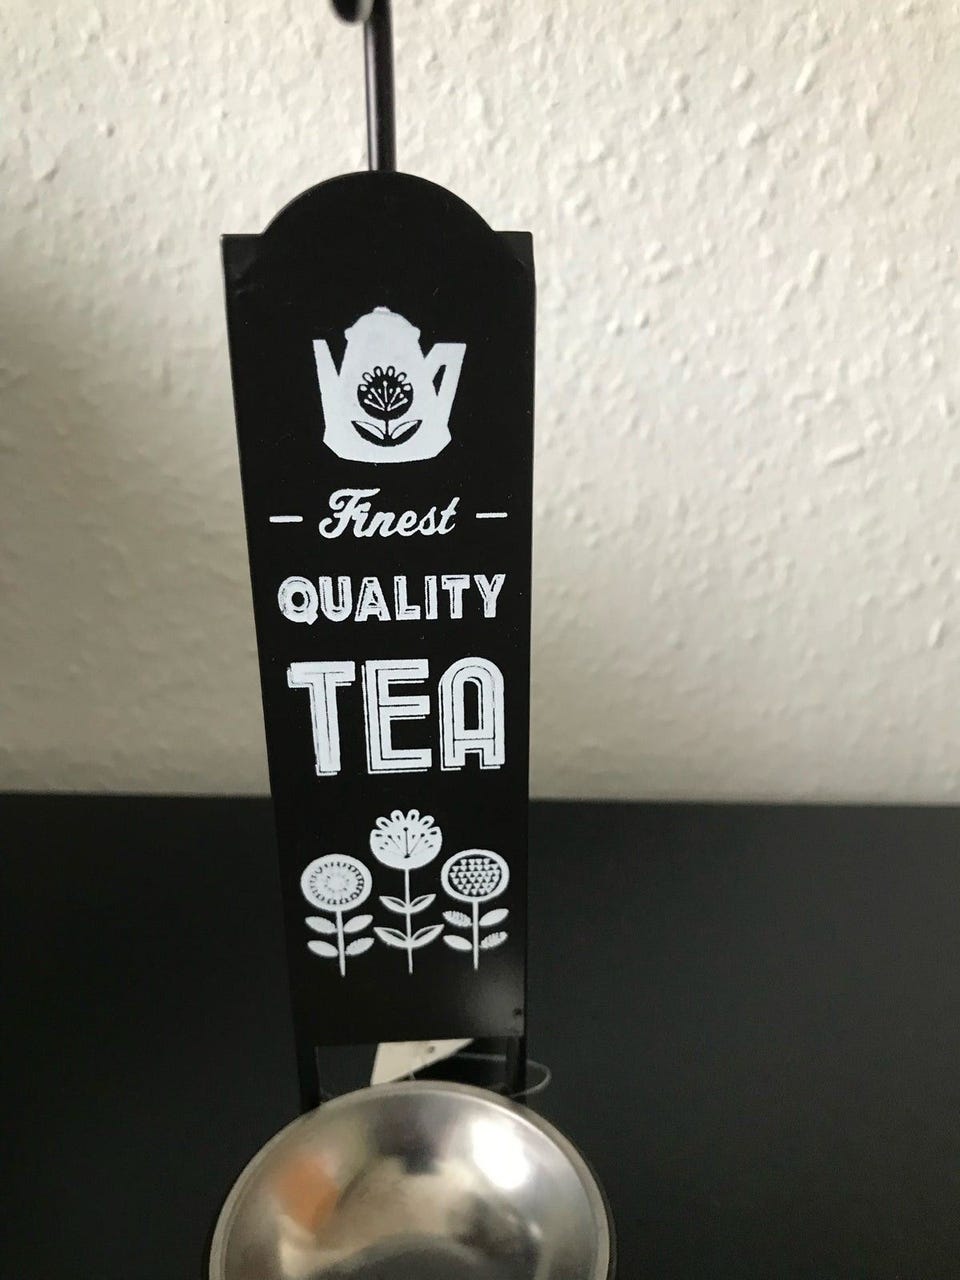 – Finest –
QUALITY
TEA